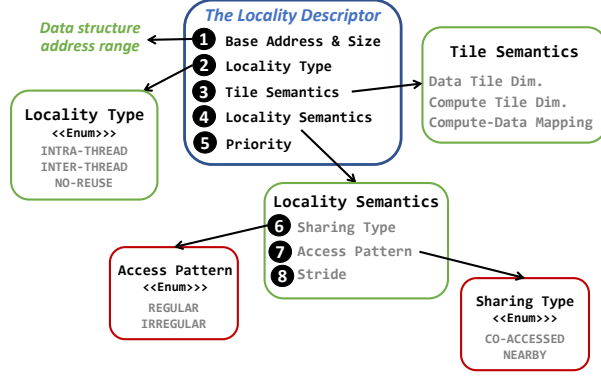 The Locality Descriptor
Data structure
address range
1 Base Address & Size
2 Locality Type
3 Tile Semantics
4 Locality Semantics
5 Priority
Tile Semantics
Data Tile Dim.
Compute Tile Dim.
Compute-Data Mapping
Locality Type
<<Enum>>>
INTRA-THREAD
INTER-THREAD
NO-REUSE
Locality Semantics
6 Sharing Type
7 Access Pattern
8 Stride
Access Pattern
<<Enum>>>
REGULAR
IRREGULAR
Sharing Type
<<Enum>>>
CO-ACCESSED
NEARBY